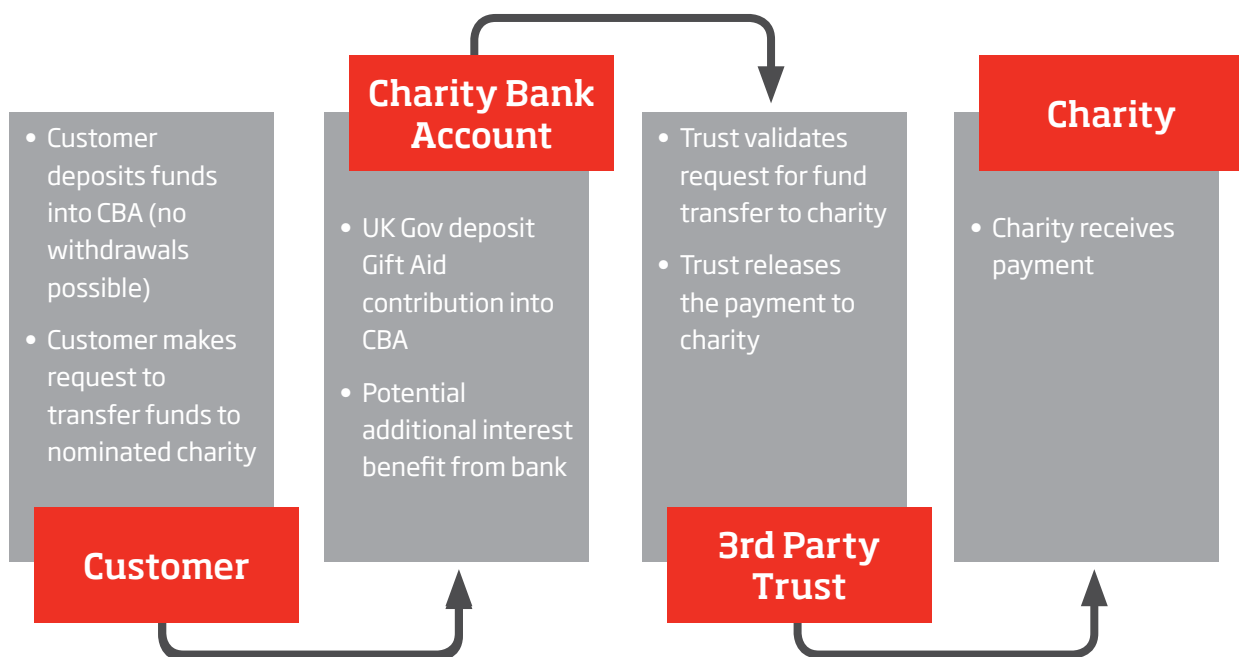 • Customer
deposits funds
into CBA (no
withdrawals
possible)
• Customer makes
request to
transfer funds to
nominated charity
Customer
Charity Bank
Account
• UK Gov deposit
Gift Aid
contribution into
CBA
• Potential
additional interest
benefit from bank
• Trust validates
request for fund
transfer to charity
• Trust releases
the payment to
charity
3rd Party
Trust
Charity
• Charity receives
payment